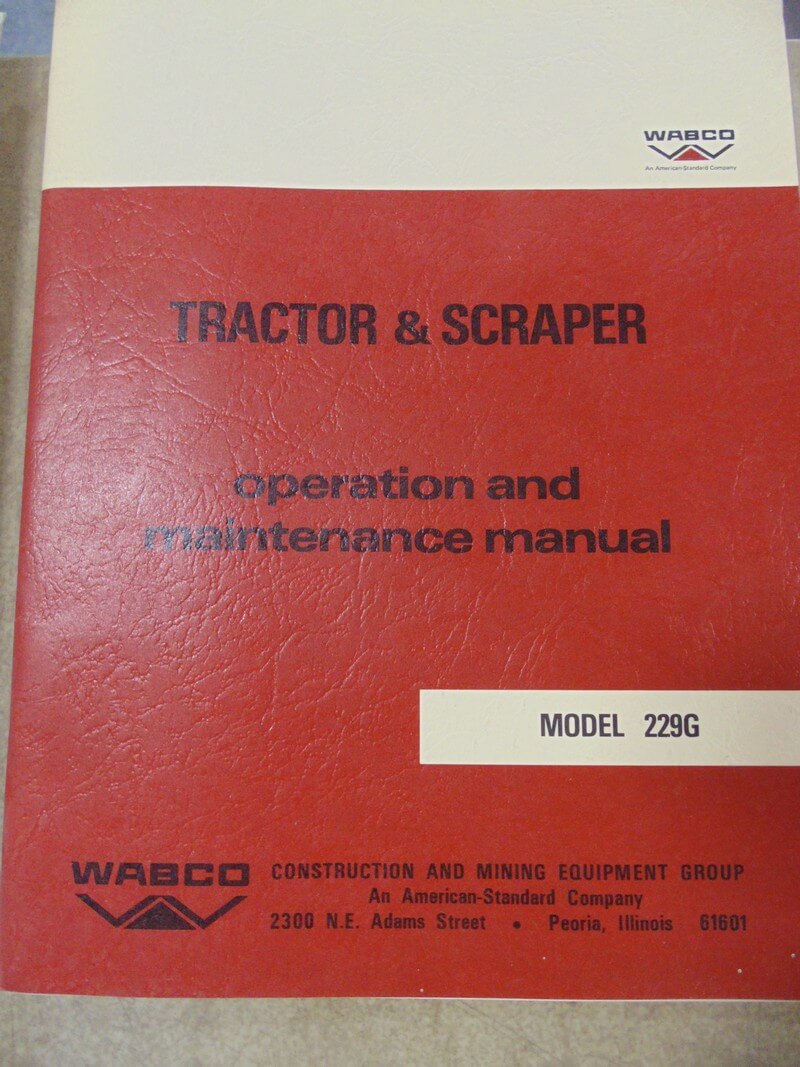 WABCO
An American-Standard Company
TRACTOR & SCRAPER
operation and
maintenance manual
MODEL 229G
WABCO CONSTRUCTION AND MINING EQUIPMENT GROUP
An American-Standard Company
2300 N.E. Adams Street • Peoria, Illinois 61601